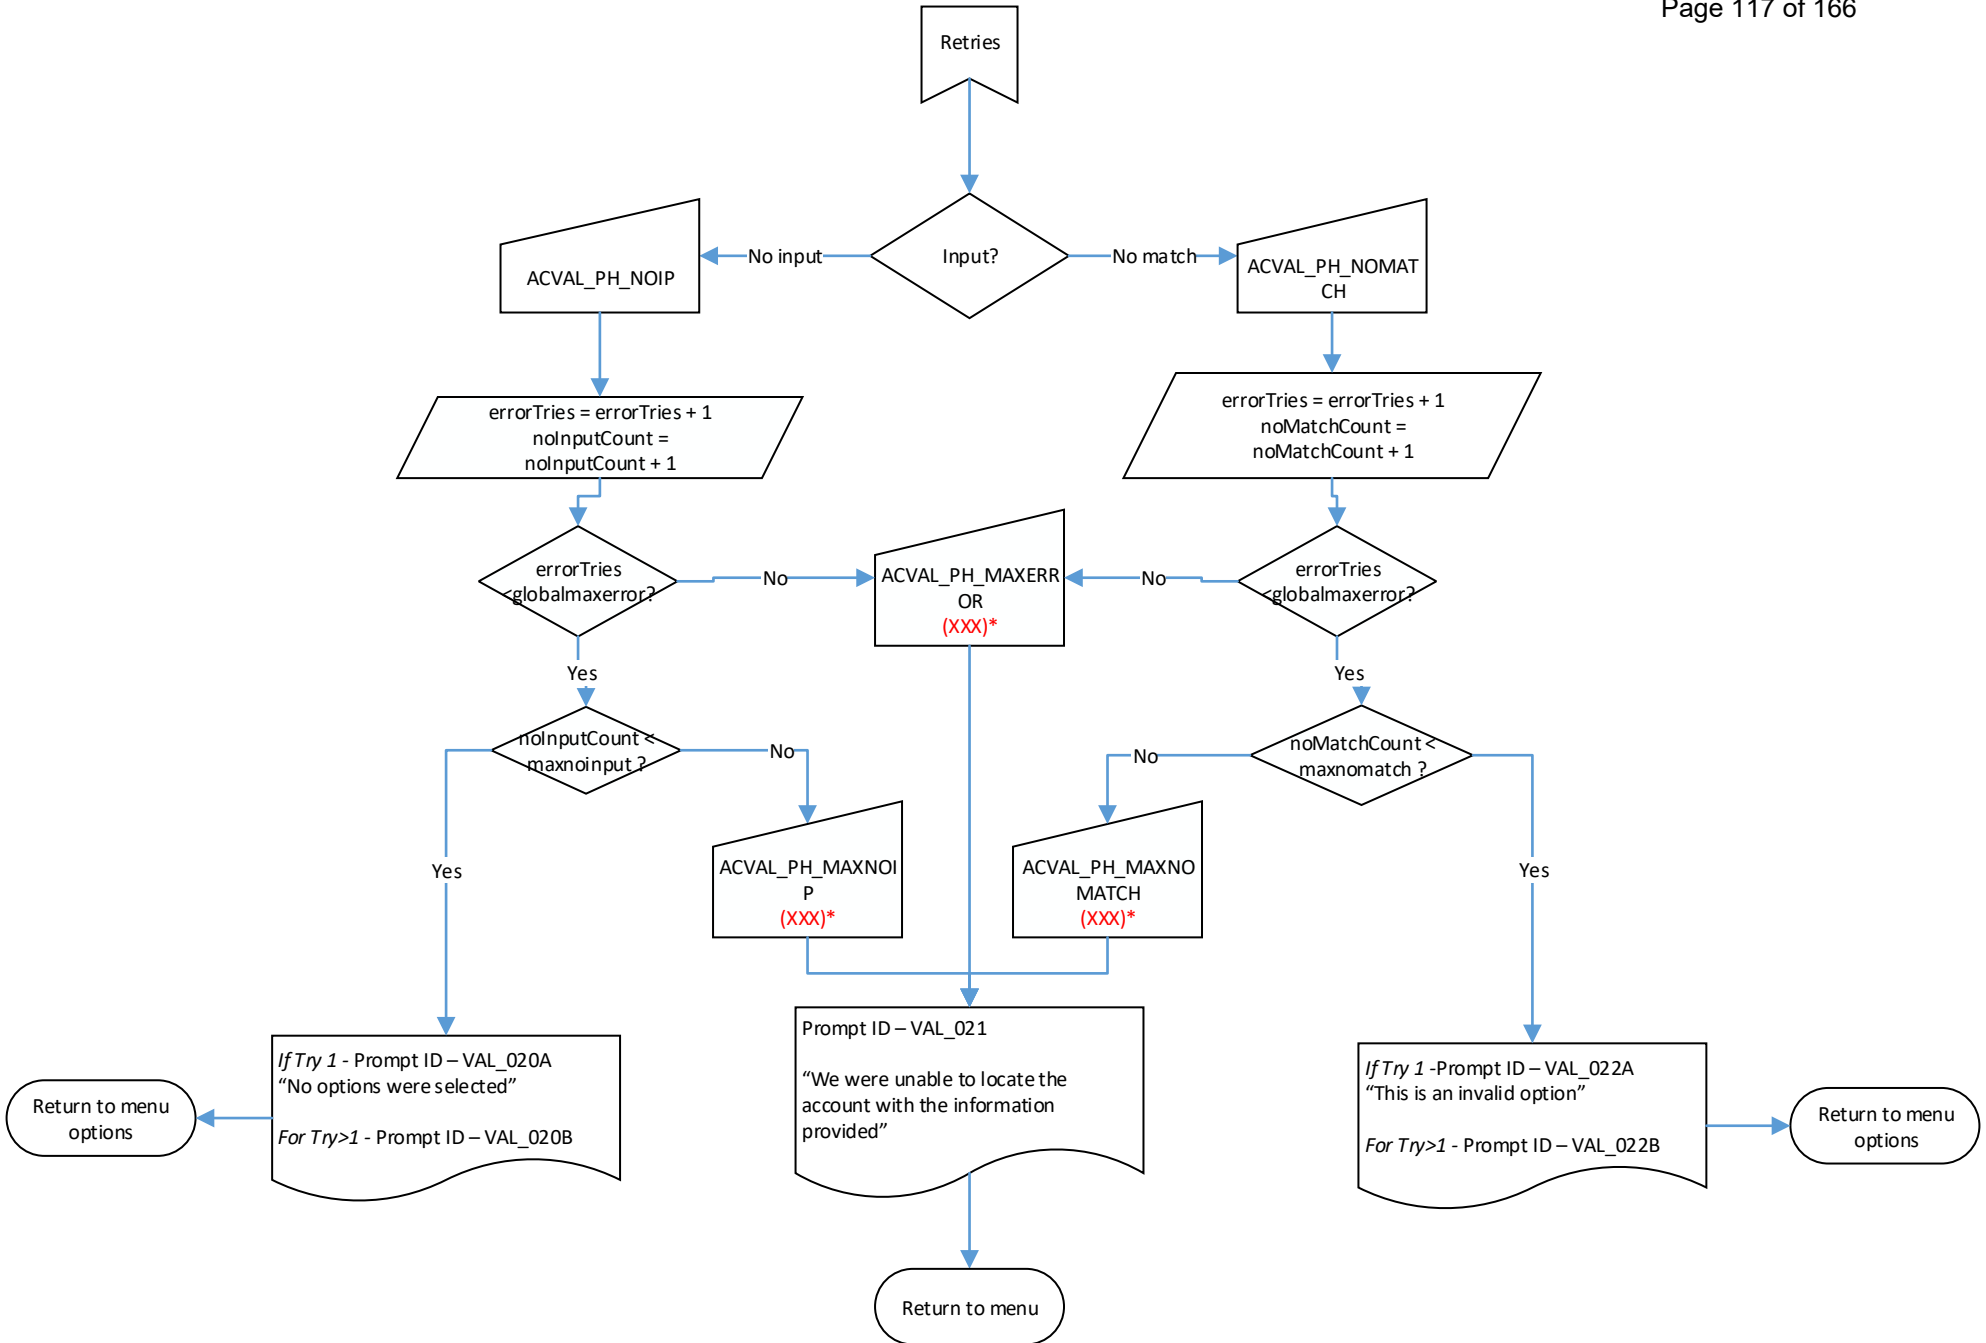 Page 117 of 166
Retries
Input?
No input
No match
ACVAL_PH_NOIP
ACVAL_PH_NOMAT
CH
errorTries = errorTries + 1
noInputCount =
noInputCount + 1
errorTries = errorTries + 1
noMatchCount =
noMatchCount + 1
errorTries
<globalmaxerror?
No
ACVAL_PH_MAXERR
OR
(XXX)*
No
errorTries
<globalmaxerror?
Yes
Yes
noInputCount <
maxnoinput ?
No
No
noMatchCount <
maxnomatch ?
Yes
ACVAL_PH_MAXNOI
P
(XXX)*
ACVAL_PH_MAXNO
MATCH
(XXX)*
Yes
If Try 1 - Prompt ID – VAL_020A
“No options were selected”
For Try>1 - Prompt ID – VAL_020B
Return to menu
options
Prompt ID – VAL_021
“We were unable to locate the
account with the information
provided”
If Try 1 -Prompt ID – VAL_022A
“This is an invalid option”
For Try>1 - Prompt ID – VAL_022B
Return to menu
options
Return to menu